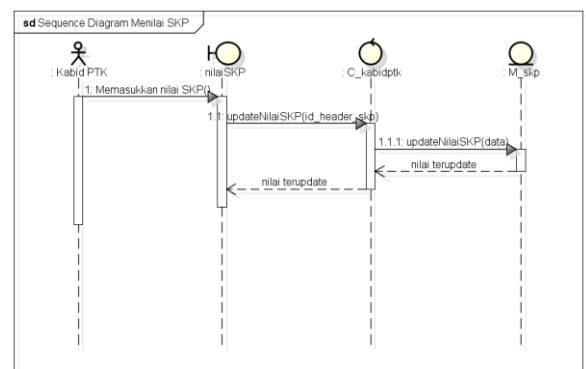 sd Sequence Diagram Menilai SKP
: Kabid PTK
: nilaiSKP
: C_kabidptk
: M_skp
1: Memasukkan nilai SKP()
1.1: updateNilaiSKP(id_header_skp)
1.1.1: updateNilaiSKP(data)
nilai terupdate
nilai terupdate